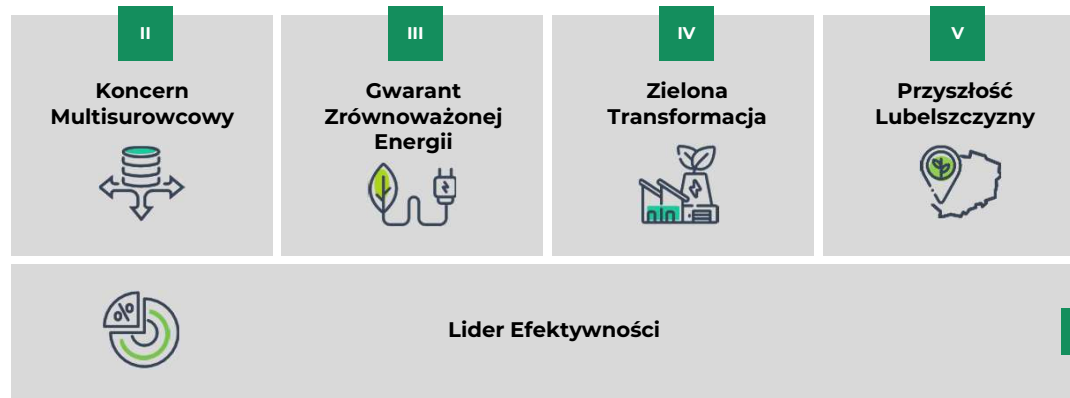 II
Koncern
Multisurowcowy
III
Gwarant
Zrównoważonej
Energii
IV
Zielona
Transformacja
V
Przyszłość
Lubelszczyzny
%
Lider Efektywności